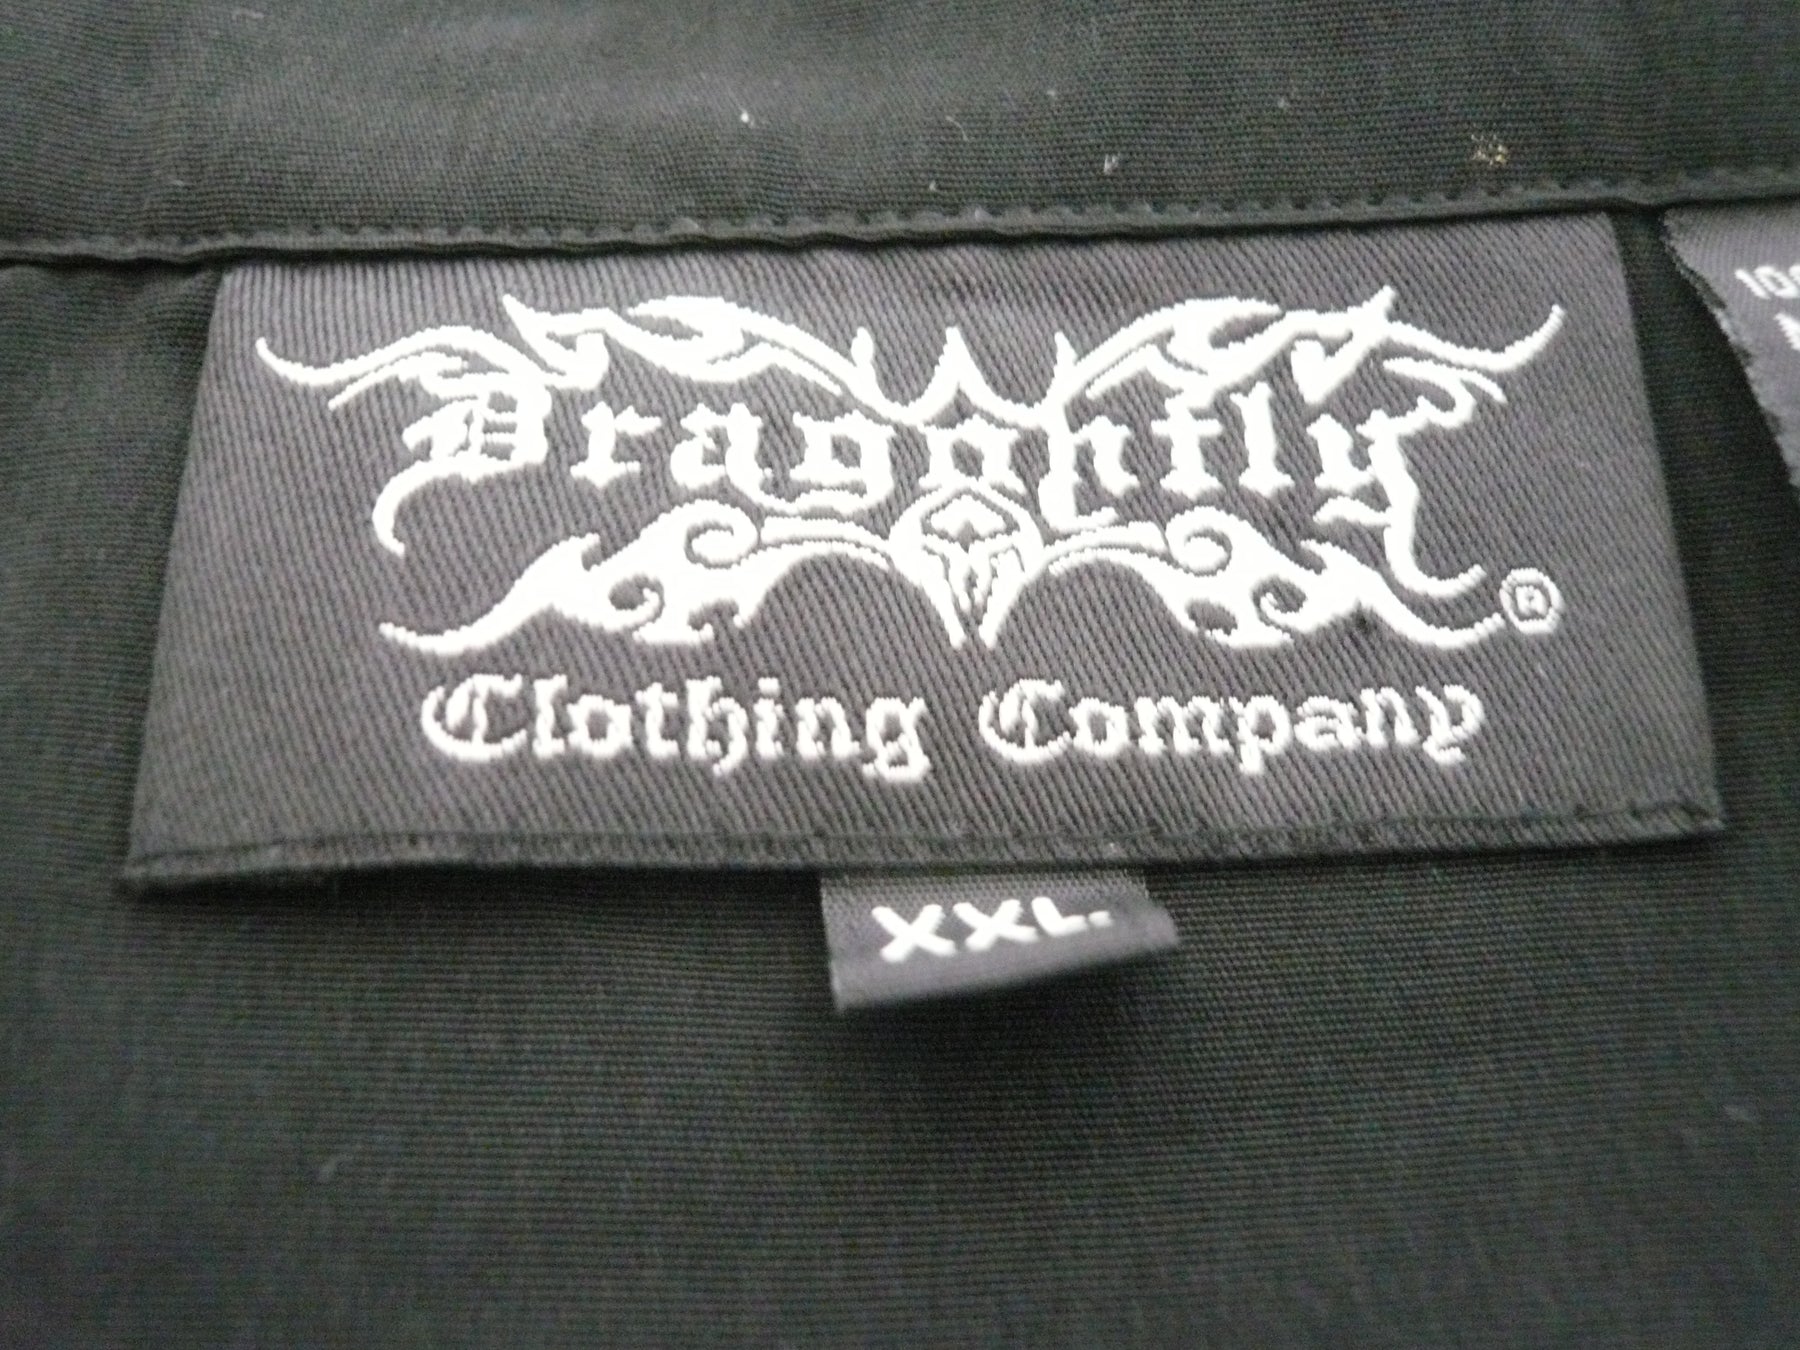 Dragonfly ®
Clothing Company
XXL.